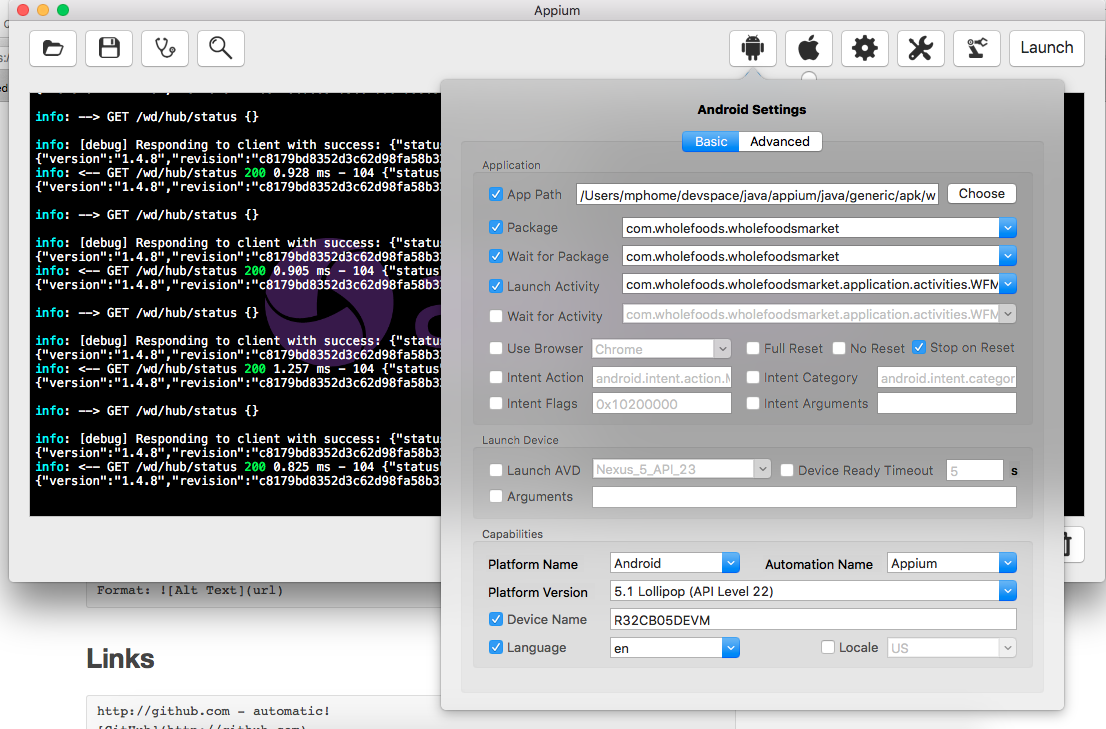 Appium
Launch
info: --> GET /wd/hub/status {}
info: [debug] Responding to client with success: {"status
{"version":"1.4.8","revision":"c8179bd8352d3c62d98fa58b33
info: <-- GET /wd/hub/status 200 0.928 ms - 104 {"status"
{"version":"1.4.8","revision":"c8179bd8352d3c62d98fa58b33
info: --> GET /wd/hub/status {}
info: [debug] Responding to client with success: {"status
{"version":"1.4.8","revision":"c8179bd8352d3c62d98fa58b33
info: <-- GET /wd/hub/status 200 0.905 ms - 104 {"status"
{"version":"1.4.8","revision":"c8179bd8352d3c62d98fa58b33
info: --> GET /wd/hub/status {}
info: [debug] Responding to client with success: {"status
{"version":"1.4.8","revision":"c8179bd8352d3c62d98fa58b33
info: <-- GET /wd/hub/status 200 1.257 ms - 104 {"status"
{"version":"1.4.8","revision":"c8179bd8352d3c62d98fa58b33
info: --> GET /wd/hub/status {}
info: [debug] Responding to client with success: {"status
{"version":"1.4.8","revision":"c8179bd8352d3c62d98fa58b33
info: <-- GET /wd/hub/status 200 0.825 ms - 104 {"status"
{"version":"1.4.8","revision":"c8179bd8352d3c62d98fa58b33
Android Settings
Basic Advanced
Application
App Path /Users/mphome/devspace/java/appium/java/generic/apk/w Choose
Package com.wholefoods.wholefoodsmarket
Wait for Package com.wholefoods.wholefoodsmarket
Launch Activity com.wholefoods.wholefoodsmarket.application.activities.WFM
Wait for Activity com.wholefoods.wholefoodsmarket.application.activities.WFM
Use Browser Chrome Full Reset No Reset Stop on Reset
Intent Action android.intent.action.M Intent Category android.intent.categor
Intent Flags 0x10200000 Intent Arguments
Launch Device
Launch AVD Nexus_5_API_23 Device Ready Timeout 5 s
Arguments
Capabilities
Platform Name Android Automation Name Appium
Platform Version 5.1 Lollipop (API Level 22)
Device Name R32CB05DEVM
Language en Locale US
Format: ![Alt Text](url)
Links
http://github.com - automatic!
[GitHub](http://github.com)